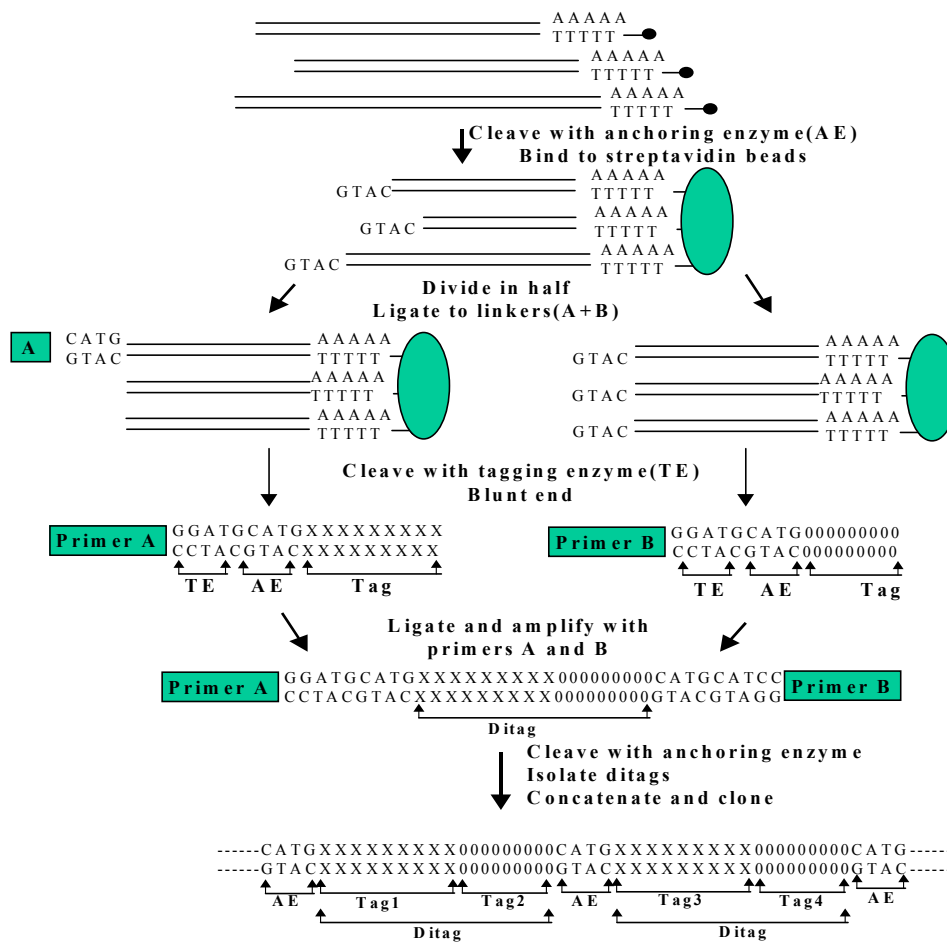 AAAAA
TTTTT
AAAAA
TTTTT
AAAAA
TTTTT
Cleave with anchoring enzyme(AE)
Bind to streptavidin beads
AAAAA
GTAC TTTTT
AAAAA
GTAC TTTTT
AAAAA
GTAC TTTTT
Divide in half
Ligate to linkers(A+B)
A CATG AAAAA
GTAC TTTTT
AAAAA
TTTTT
AAAAA
TTTTT
AAAAA
GTAC TTTTT
AAAAA
GTAC TTTTT
AAAAA
GTAC TTTTT
Cleave with tagging enzyme(TE)
Blunt end
Primer A
GGATGCATGXXXXXXXXX
CCTACGTACXXXXXXXXX
TE AE Tag
Primer B
GGATGCATG000000000
CCTACGTAC000000000
TE AE Tag
Ligate and amplify with
primers A and B
Primer A
GGATGCATGXXXXXXXXX000000000CATGCATCC
CCTACGTACXXXXXXXXX000000000GTACGTAGG
Primer B
Ditag
Cleave with anchoring enzyme
Isolate ditags
Concatenate and clone
------CATGXXXXXXXXX000000000CATGXXXXXXXXX000000000CATG-----
------GTACXXXXXXXXX000000000GTACXXXXXXXXX000000000GTAC-----
AE Tag1 Tag2 AE Tag3 Tag4 AE
Ditag Ditag